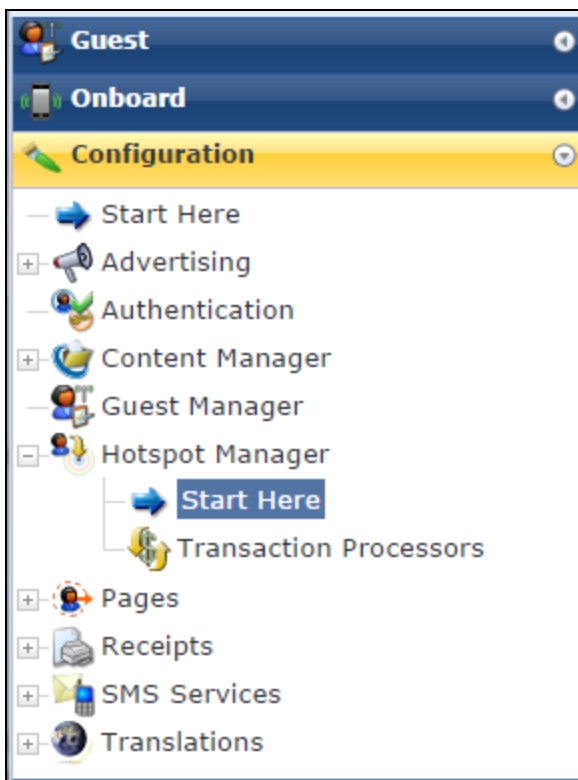 Guest
Onboard
Configuration
Start Here
Advertising
Authentication
Content Manager
Guest Manager
Hotspot Manager
Start Here
Transaction Processors
Pages
Receipts
SMS Services
Translations